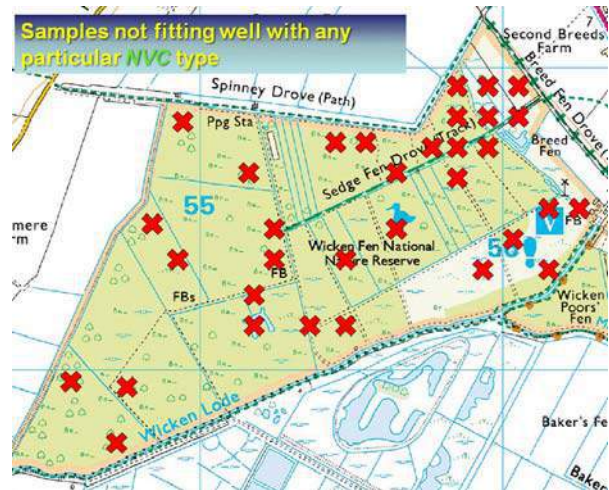 Samples not fitting well with any
particular NVC type
Second Breeds
Farm
Spinney Drove (Path)
Breed Fen Drove (Track)
Ppg Sta
Sedge Fen Drove (Track)
Breed
Fen
55
mere
rm
V
FB
Wicken Fen National
Nature Reserve
56
FB
FBs
Wicken
Poors'
Fen
Wicken Lode
Baker's Fe
Baker